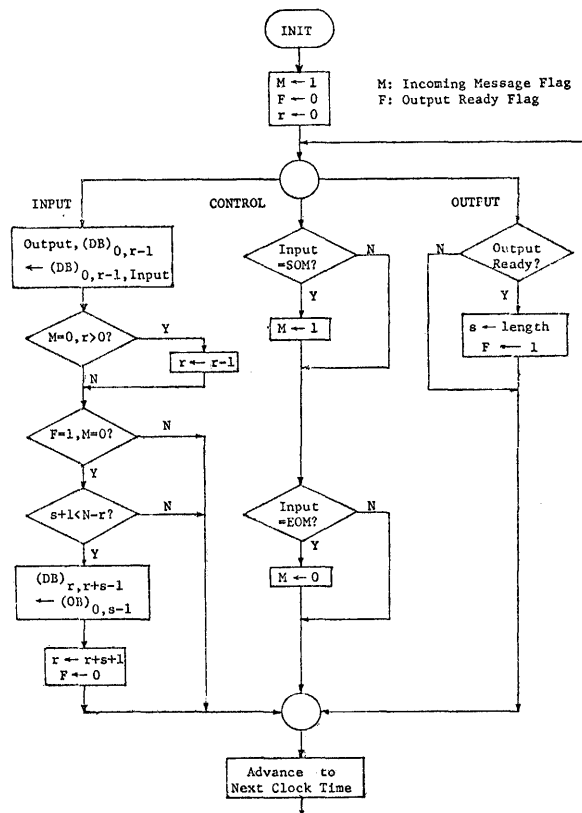 INIT
M ← 1
F ← 0
r ← 0
M: Incoming Message Flag
F: Output Ready Flag
INPUT
CONTROL
OUTPUT
Output,(DB)0,r-1
← (DB)0,r-1,Input
M=0,r>0?
Y
r ← r-1
N
F=1,M=0?
N
Y
s+1<N-r?
N
Y
(DB)r,r+s-1
← (OB)0,s-1
r ← r+s+1
F ← 0
Input
=SOM?
N
Y
M ← 1
Input
=EOM?
N
Y
M ← 0
Output
Ready?
N
Y
s ← length
F ← 1
Advance to
Next Clock Time